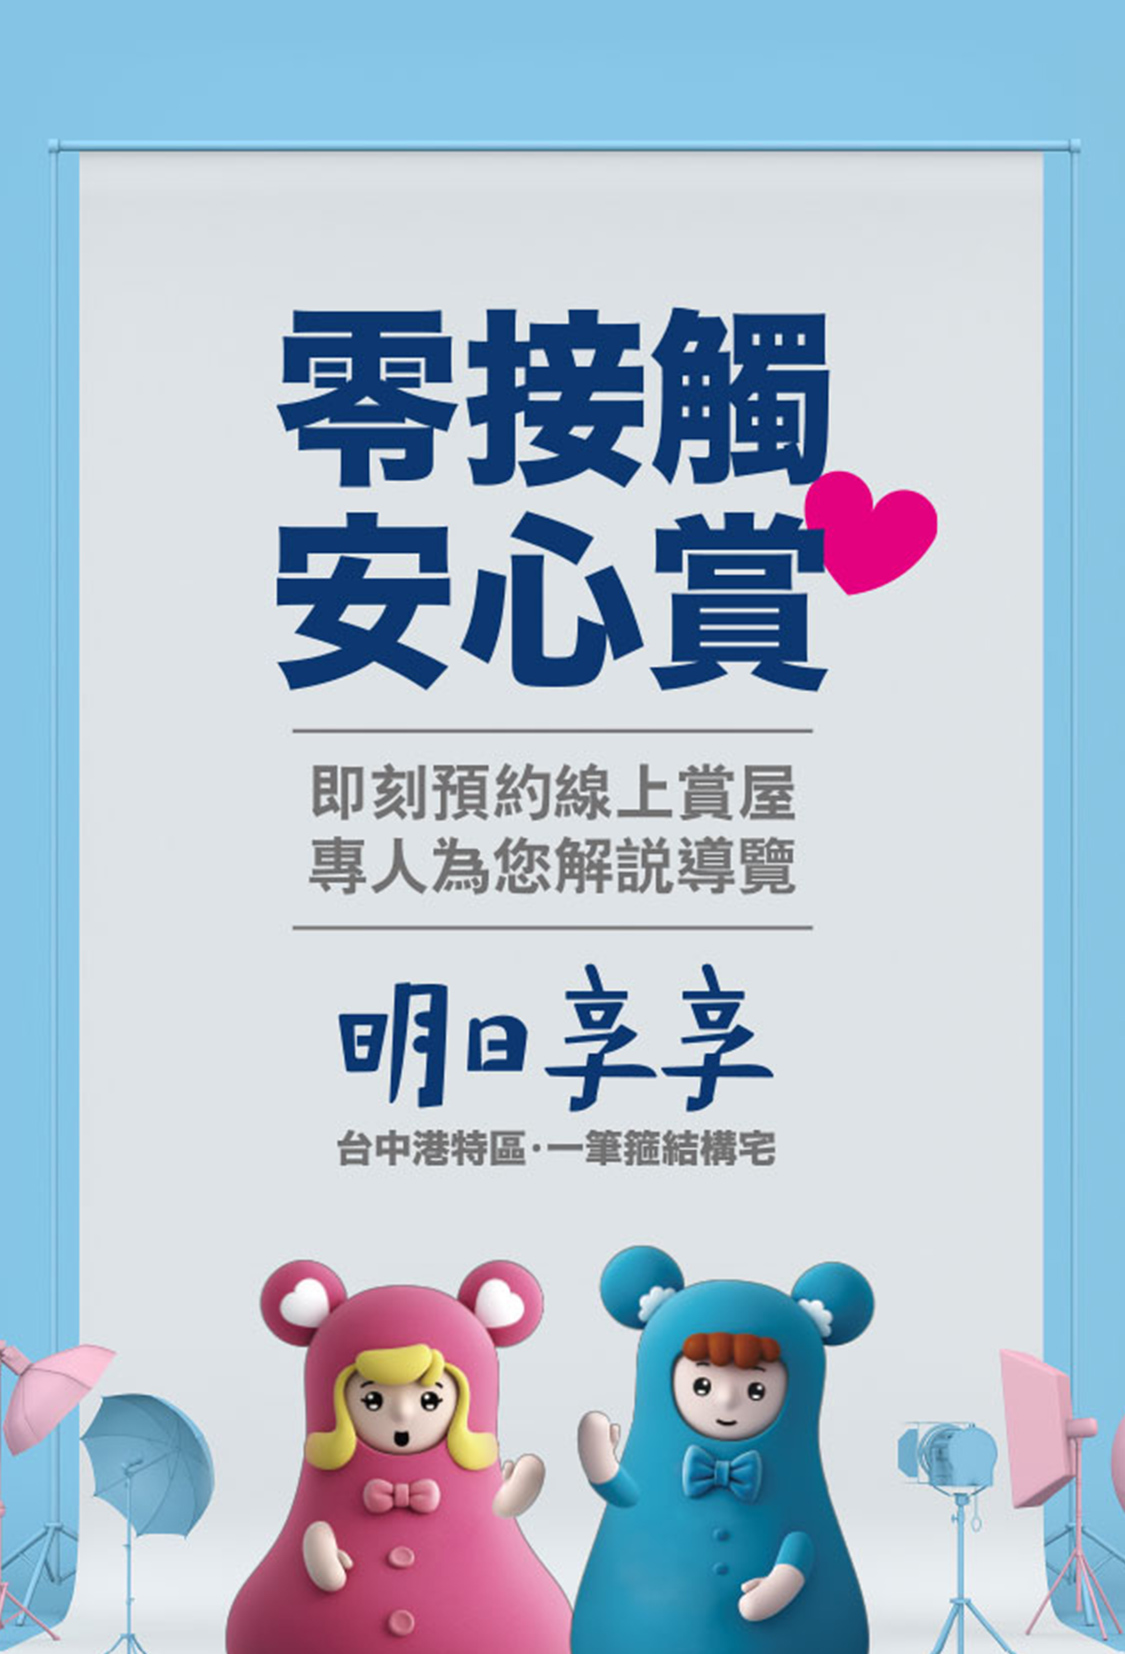 零接觸
安心賞
即刻預約線上賞屋
專人為您解說導覽
明日享享
台中港特區·一筆箍結構宅